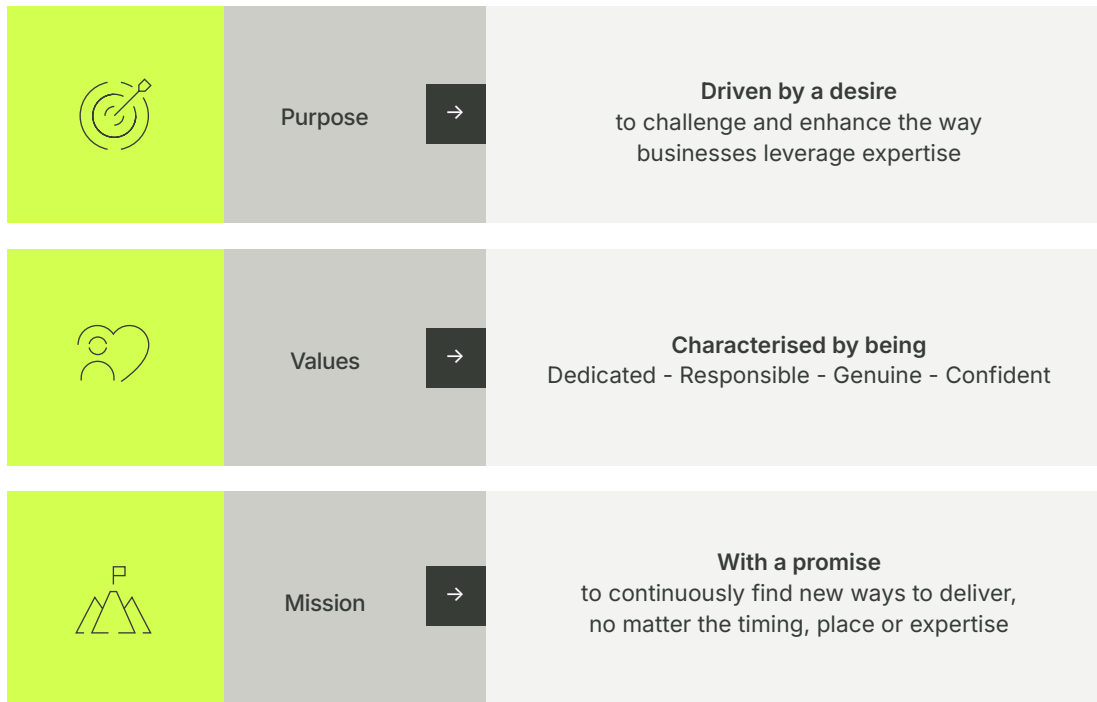 Purpose
Driven by a desire
to challenge and enhance the way
businesses leverage expertise
Values
Characterised by being
Dedicated - Responsible - Genuine - Confident
Mission
With a promise
to continuously find new ways to deliver,
no matter the timing, place or expertise